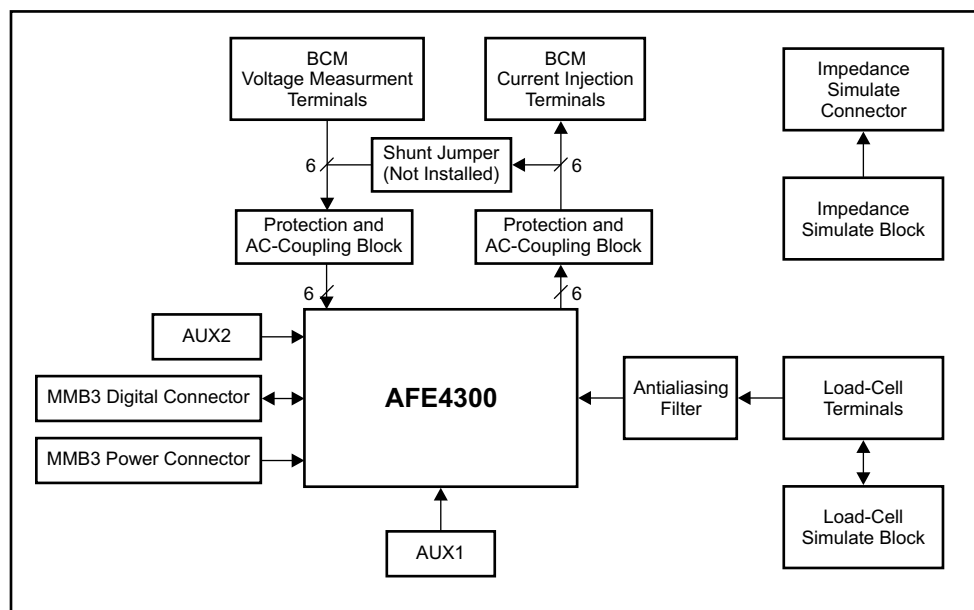 BCM
Voltage Measurment
Terminals
BCM
Current Injection
Terminals
Impedance
Simulate
Connector
6
Shunt Jumper
(Not Installed)
6
Protection and
AC-Coupling Block
Protection and
AC-Coupling Block
Impedance
Simulate Block
6
6
AUX2
MMB3 Digital Connector
MMB3 Power Connector
AFE4300
Antialiasing
Filter
Load-Cell
Terminals
AUX1
Load-Cell
Simulate Block